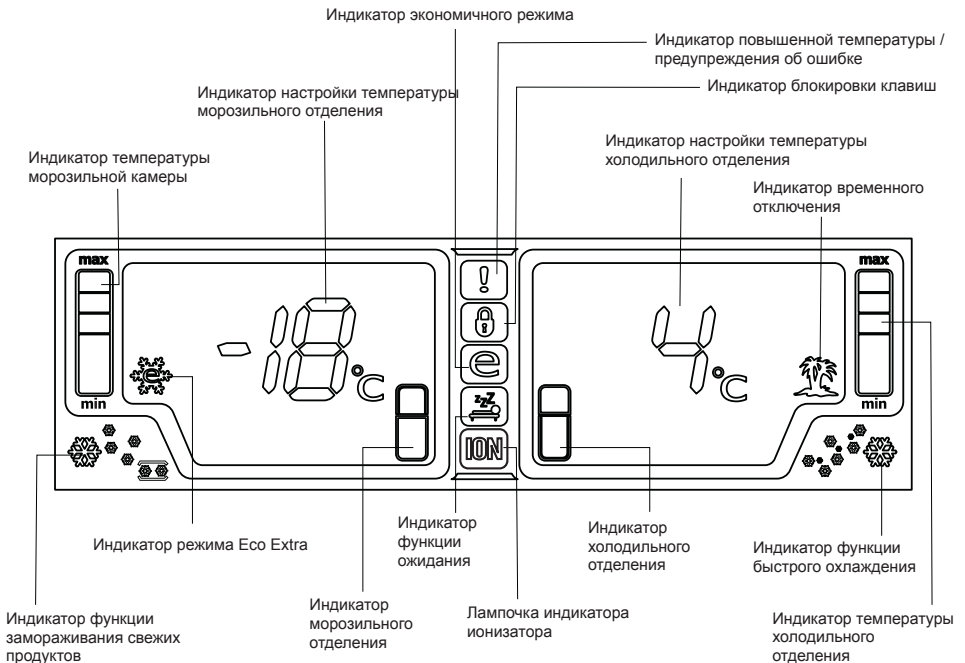 Индикатор экономичного режима
Индикатор повышенной температуры /
предупреждения об ошибке
Индикатор блокировки клавиш
Индикатор настройки температуры
морозильного отделения
Индикатор настройки температуры
холодильного отделения
Индикатор температуры
морозильной камеры
Индикатор временного
отключения
max
min
-18°C
e
!
e
zzZ
ION
4°C
max
min
Индикатор режима Eco Extra
Индикатор
функции
ожидания
Индикатор
холодильного
отделения
Индикатор функции
быстрого охлаждения
Индикатор функции
замораживания свежих
продуктов
Индикатор
морозильного
отделения
Лампочка индикатора
ионизатора
Индикатор температуры
холодильного
отделения